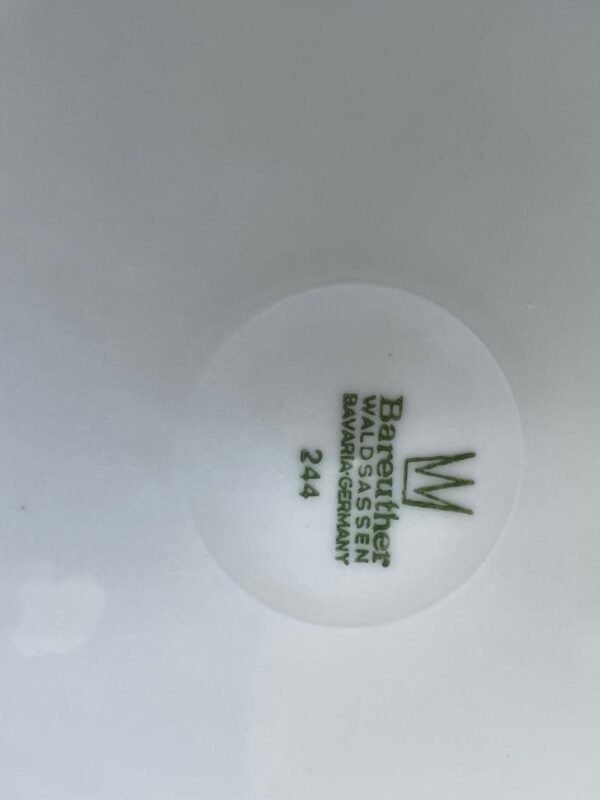 Bareuther
WALDSASSEN
BAVARIA·GERMANY
244